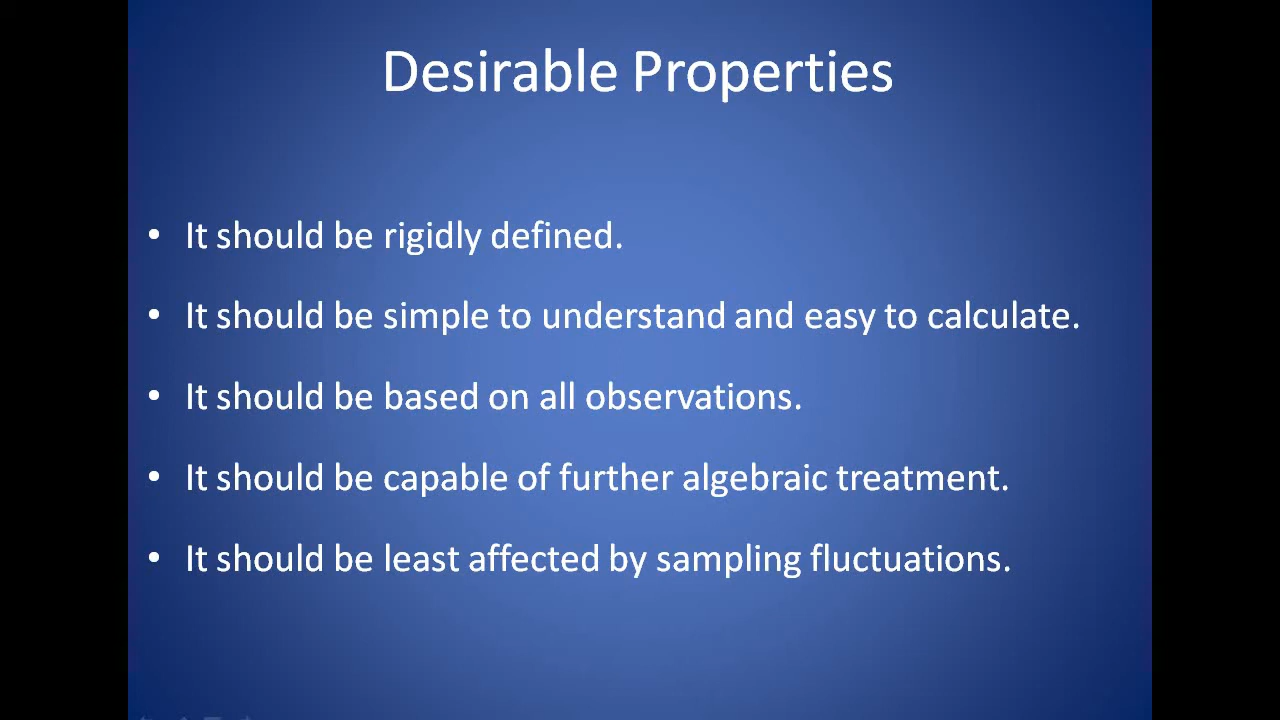 Desirable Properties
• It should be rigidly defined.
• It should be simple to understand and easy to calculate.
• It should be based on all observations.
• It should be capable of further algebraic treatment.
• It should be least affected by sampling fluctuations.